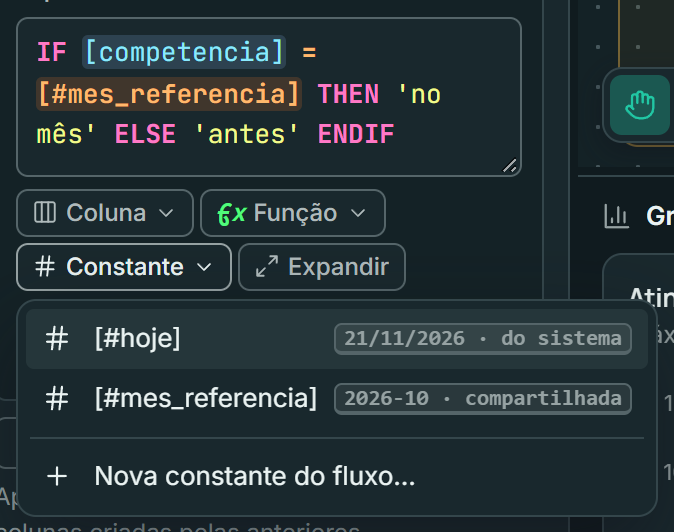 IF [competencia] =
[#mes_referencia] THEN 'no
mês' ELSE 'antes' ENDIF
Coluna
fx Função
# Constante
Expandir
# [#hoje] 21/11/2026 · do sistema
# [#mes_referencia] 2026-10 · compartilhada
+ Nova constante do fluxo...